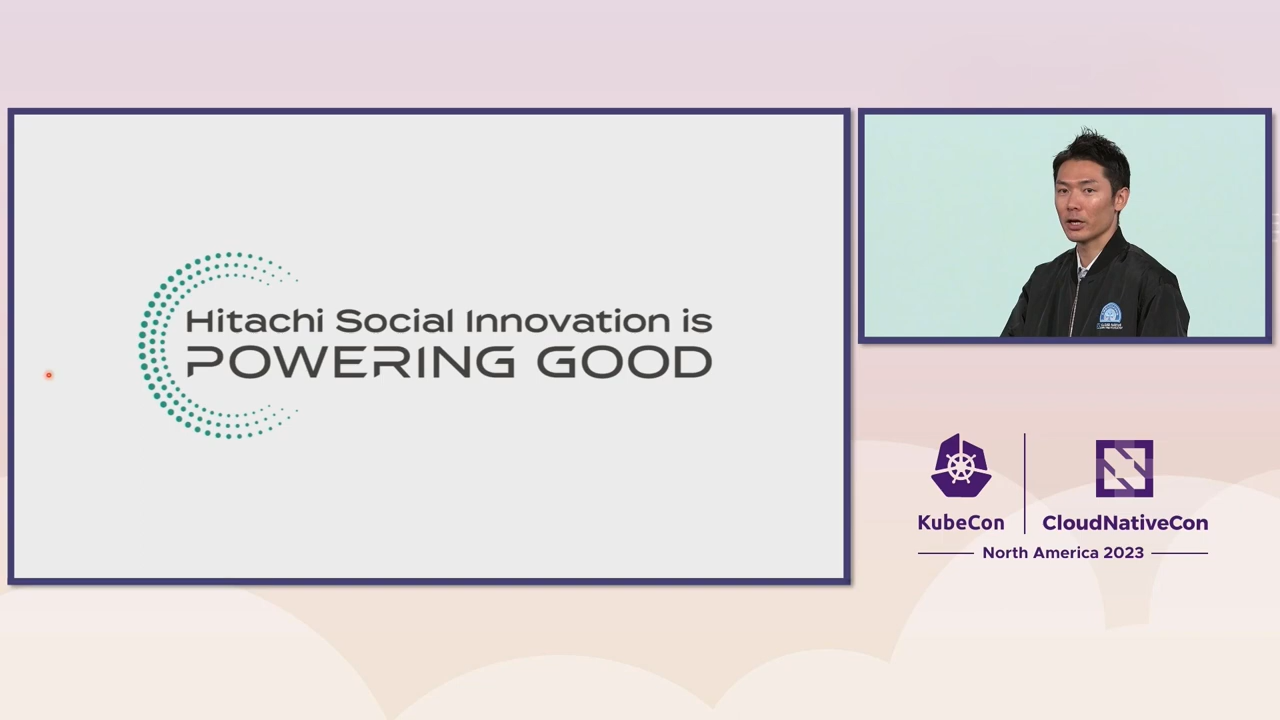 Hitachi Social Innovation is
POWERING GOOD
KubeCon
CloudNativeCon
North America 2023